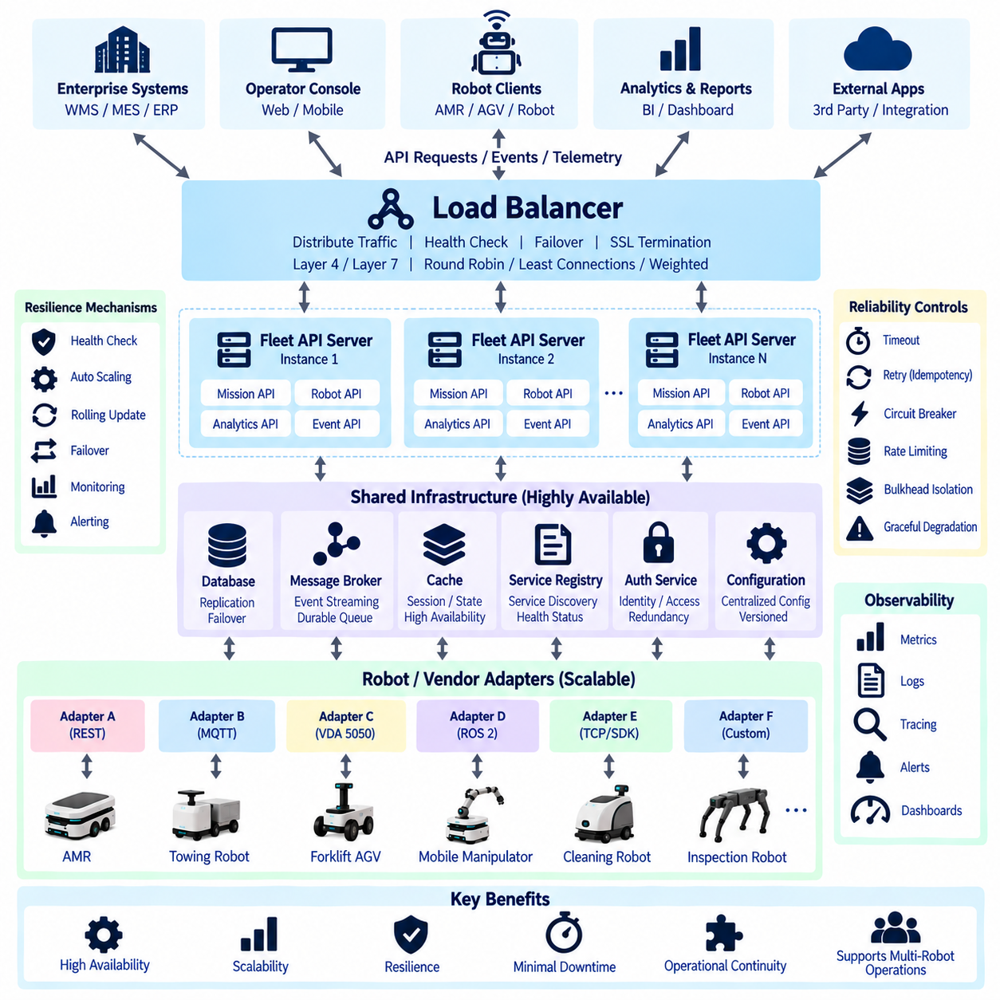 Enterprise Systems
WMS / MES / ERP
Operator Console
Web / Mobile
Robot Clients
AMR / AGV / Robot
Analytics & Reports
BI / Dashboard
External Apps
3rd Party / Integration
API Requests / Events / Telemetry
Load Balancer
Distribute Traffic | Health Check | Failover | SSL Termination
Layer 4 / Layer 7 | Round Robin / Least Connections / Weighted
Resilience Mechanisms
Health Check
Auto Scaling
Rolling Update
Failover
Monitoring
Alerting
Fleet API Server
Instance 1
Mission API
Robot API
Analytics API
Event API
Fleet API Server
Instance 2
Mission API
Robot API
Analytics API
Event API
...
Fleet API Server
Instance N
Mission API
Robot API
Analytics API
Event API
Reliability Controls
Timeout
Retry (Idempotency)
Circuit Breaker
Rate Limiting
Bulkhead Isolation
Graceful Degradation
Shared Infrastructure (Highly Available)
Database
Replication
Failover
Message Broker
Event Streaming
Durable Queue
Cache
Session / State
High Availability
Service Registry
Service Discovery
Health Status
Auth Service
Identity / Access
Redundancy
Configuration
Centralized Config
Versioned
Observability
Metrics
Logs
Tracing
Alerts
Dashboards
Robot / Vendor Adapters (Scalable)
Adapter A
(REST)
Adapter B
(MQTT)
Adapter C
(VDA 5050)
Adapter D
(ROS 2)
Adapter E
(TCP/SDK)
Adapter F
(Custom)
AMR
Towing Robot
Forklift AGV
Mobile Manipulator
Cleaning Robot
Inspection Robot
...
Key Benefits
High Availability
Scalability
Resilience
Minimal Downtime
Operational Continuity
Supports Multi-Robot
Operations